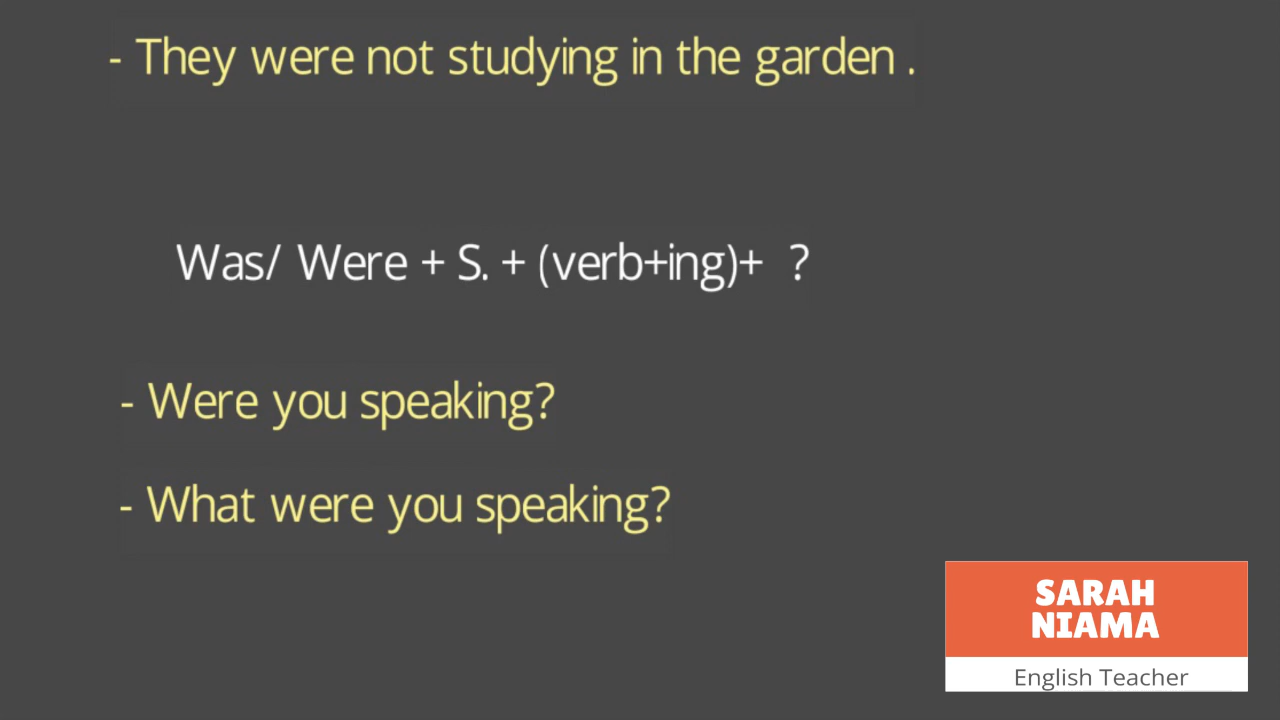 - They were not studying in the garden .
Was/ Were + S. + (verb+ing)+ ?
- Were you speaking?
- What were you speaking?
SARAH
NIAMA
English Teacher